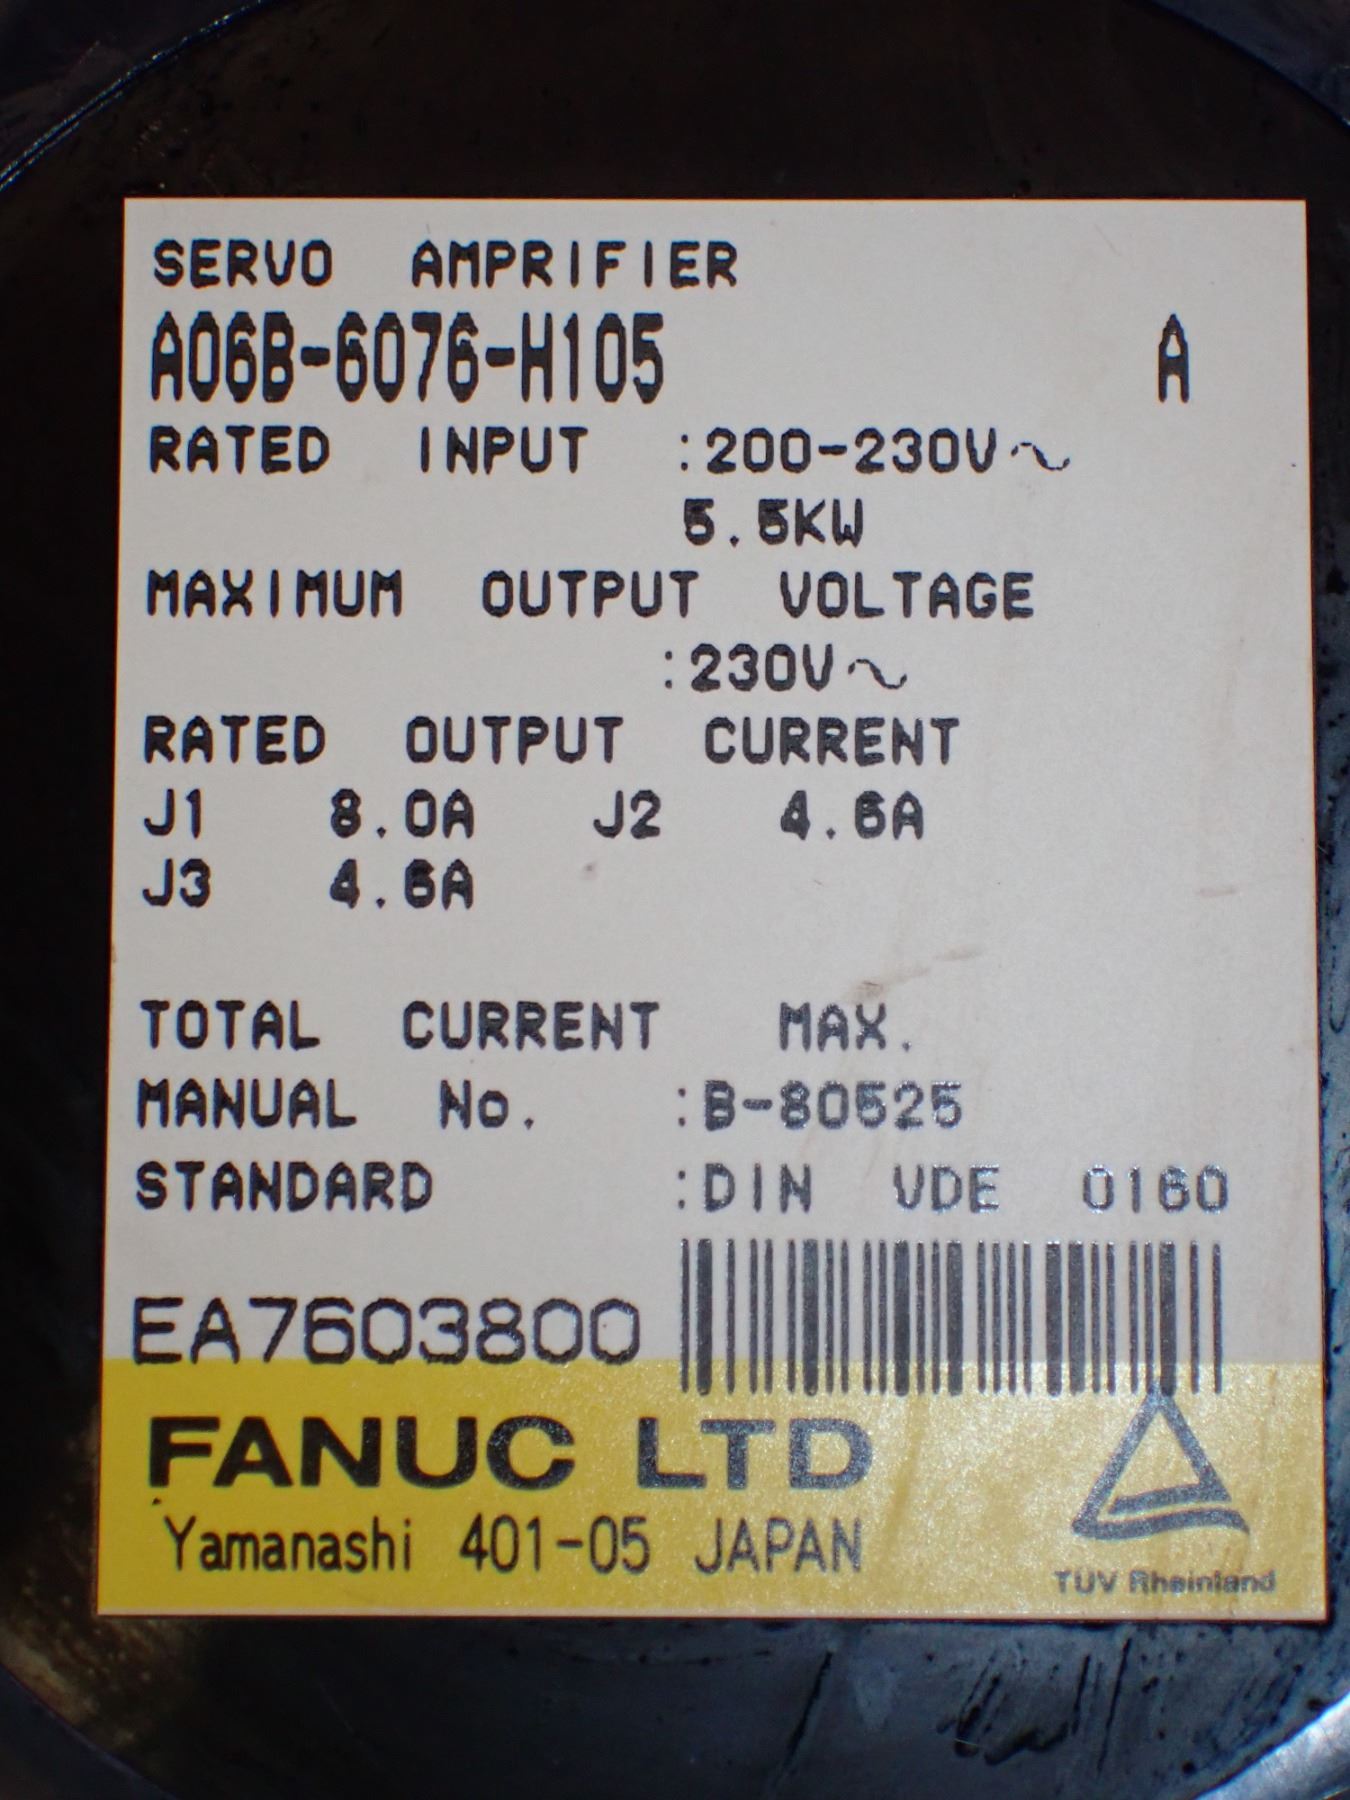 SERVO AMPRIFIER
A06B-6076-H105 A
RATED INPUT :200-230V～
5.5KW
MAXIMUM OUTPUT VOLTAGE
:230V～
RATED OUTPUT CURRENT
J1 8.0A J2 4.6A
J3 4.6A
TOTAL CURRENT MAX.
MANUAL No. :B-80525
STANDARD :DIN VDE 0160
EA7603800
FANUC LTD
Yamanashi 401-05 JAPAN
TÜV Rheinland